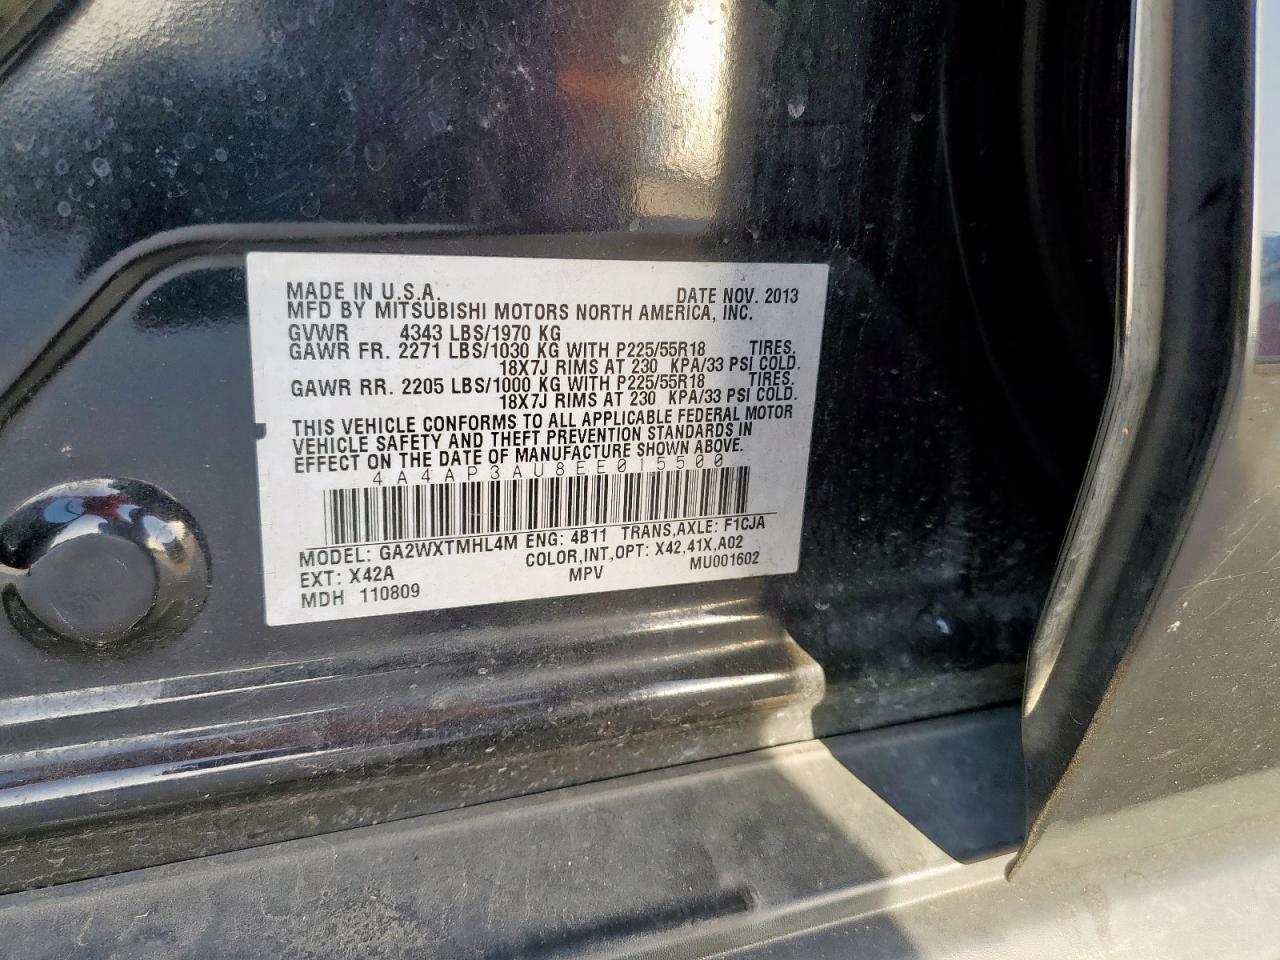 MADE IN U.S.A. DATE NOV. 2013
MFD BY MITSUBISHI MOTORS NORTH AMERICA, INC.
GVWR 4343 LBS/1970 KG
GAWR FR. 2271 LBS/1030 KG WITH P225/55R18 TIRES.
18X7J RIMS AT 230 KPA/33 PSI COLD.
GAWR RR. 2205 LBS/1000 KG WITH P225/55R18 TIRES.
18X7J RIMS AT 230 KPA/33 PSI COLD.
THIS VEHICLE CONFORMS TO ALL APPLICABLE FEDERAL MOTOR
VEHICLE SAFETY AND THEFT PREVENTION STANDARDS IN
EFFECT ON THE DATE OF MANUFACTURE SHOWN ABOVE.
4A4AP3AU8EE015500
MODEL: GA2WXTMHL4M ENG: 4B11 TRANS,AXLE: F1CJA
EXT: X42A COLOR,INT,OPT: X42,41X,A02
MDH 110809 MPV MU001602